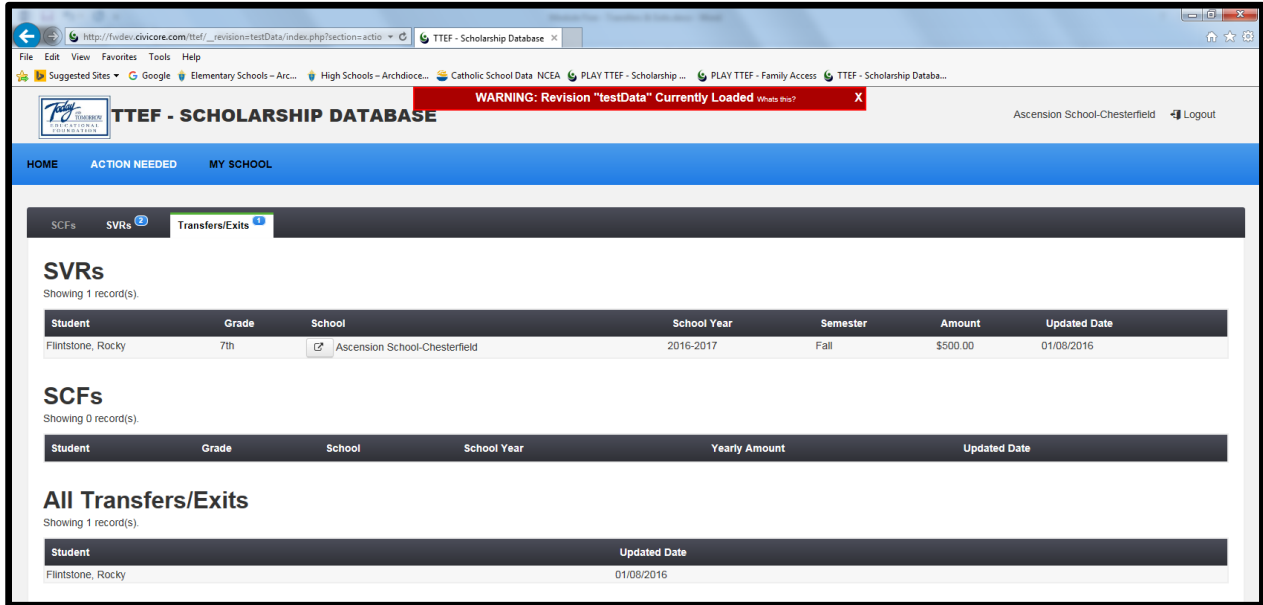 http://fwdev.civicore.com/ttef/__revision=testData/index.php?section=actio
TTEF - Scholarship Database
File Edit View Favorites Tools Help
Suggested Sites Google Elementary Schools – Arc... High Schools – Archdioce... Catholic School Data NCEA PLAY TTEF - Scholarship ... PLAY TTEF - Family Access TTEF - Scholarship Databa...
WARNING: Revision "testData" Currently Loaded Whats this? X
Today AND TOMORROW EDUCATIONAL FOUNDATION
TTEF - SCHOLARSHIP DATABASE
Ascension School-Chesterfield Logout
HOME ACTION NEEDED MY SCHOOL
SCFs SVRs 2 Transfers/Exits 1
SVRs
Showing 1 record(s).
Student Grade School School Year Semester Amount Updated Date
Flintstone, Rocky 7th Ascension School-Chesterfield 2016-2017 Fall $500.00 01/08/2016
SCFs
Showing 0 record(s).
Student Grade School School Year Yearly Amount Updated Date
All Transfers/Exits
Showing 1 record(s).
Student Updated Date
Flintstone, Rocky 01/08/2016